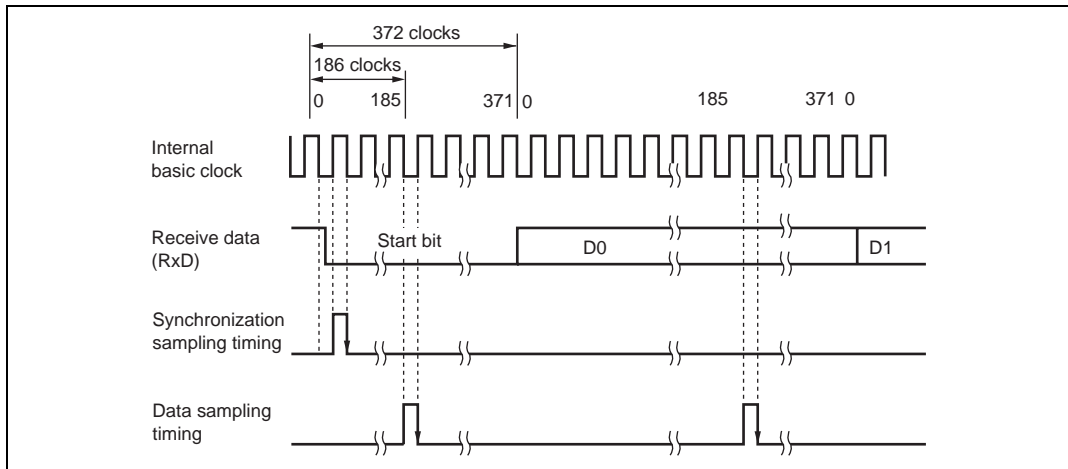 372 clocks
186 clocks
0 185 371 0 185 371 0
Internal
basic clock
Receive data
(RxD)
Start bit D0 D1
Synchronization
sampling timing
Data sampling
timing